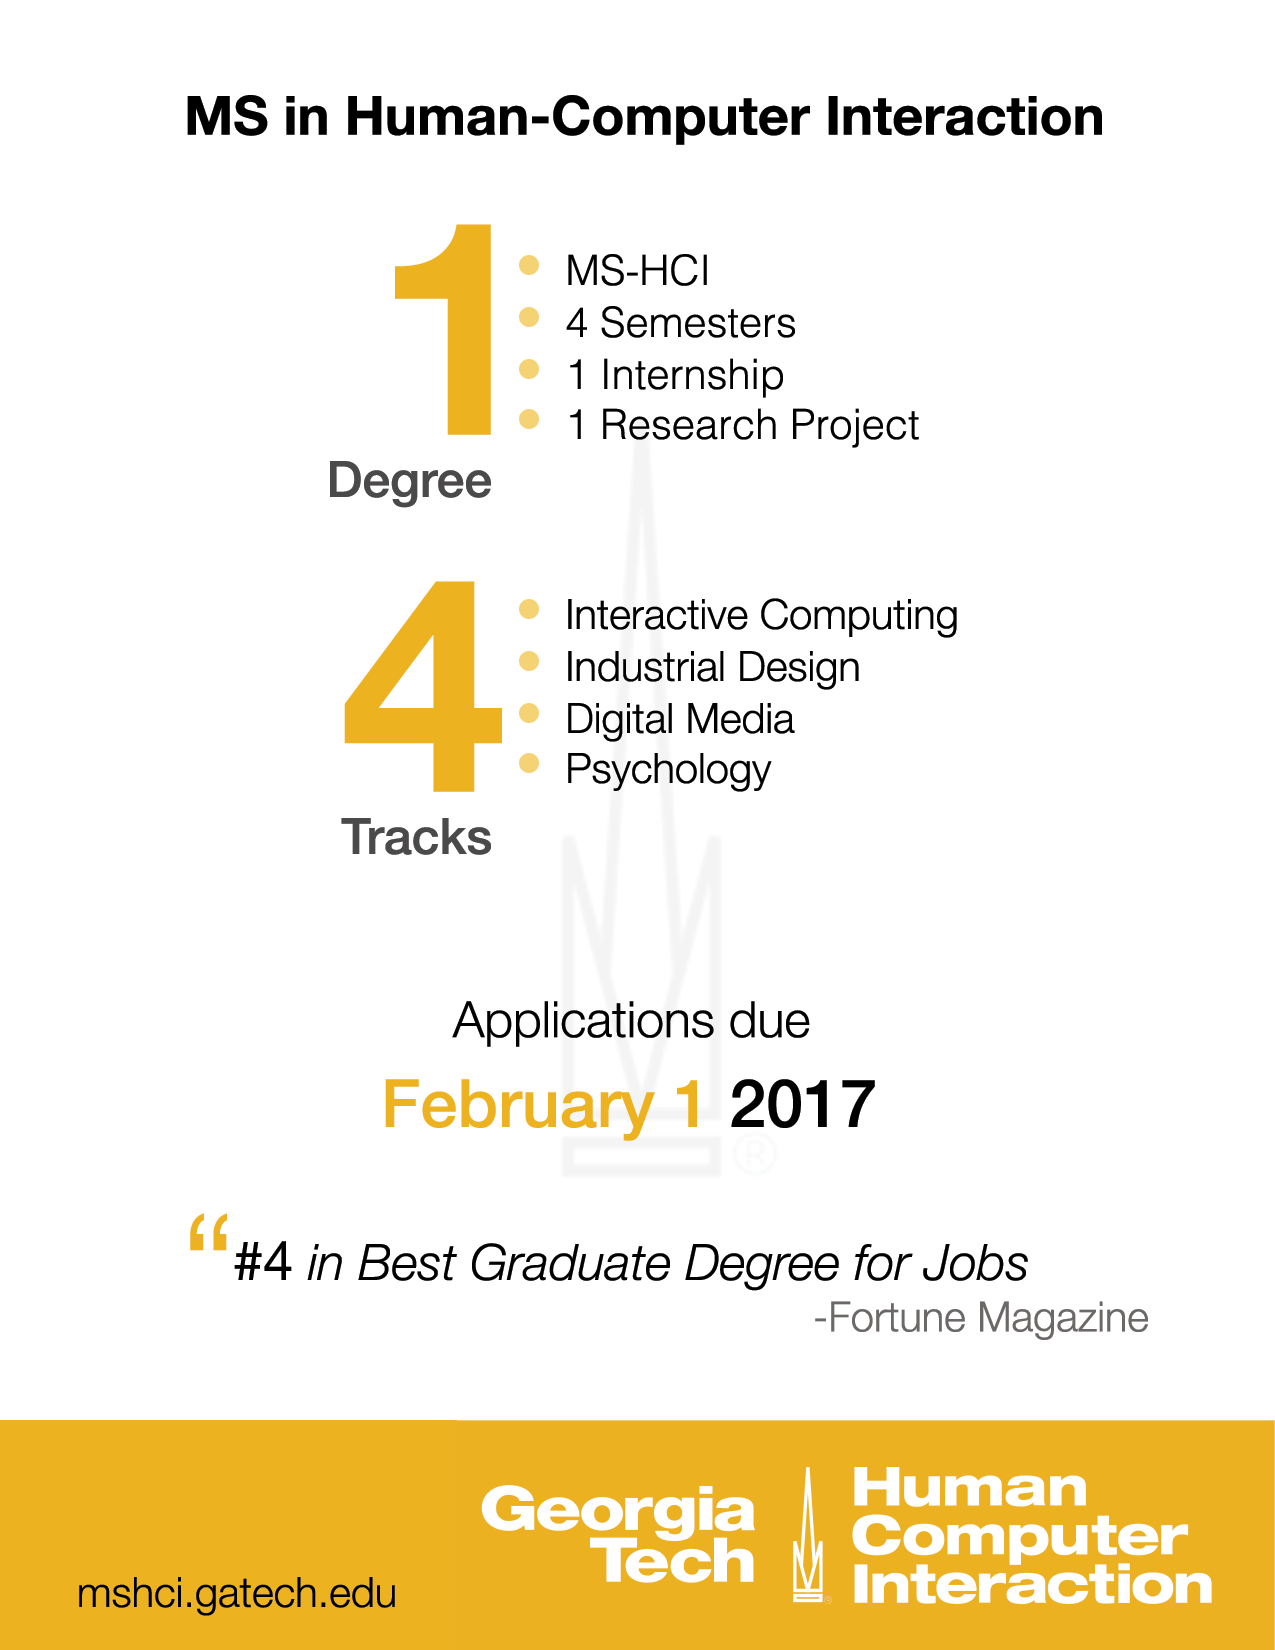 MS in Human-Computer Interaction
1
Degree
MS-HCI
4 Semesters
1 Internship
1 Research Project
4
Tracks
Interactive Computing
Industrial Design
Digital Media
Psychology
Applications due
February 1 2017
“#4 in Best Graduate Degree for Jobs
-Fortune Magazine
mshci.gatech.edu
Georgia
Tech
Human
Computer
Interaction
®